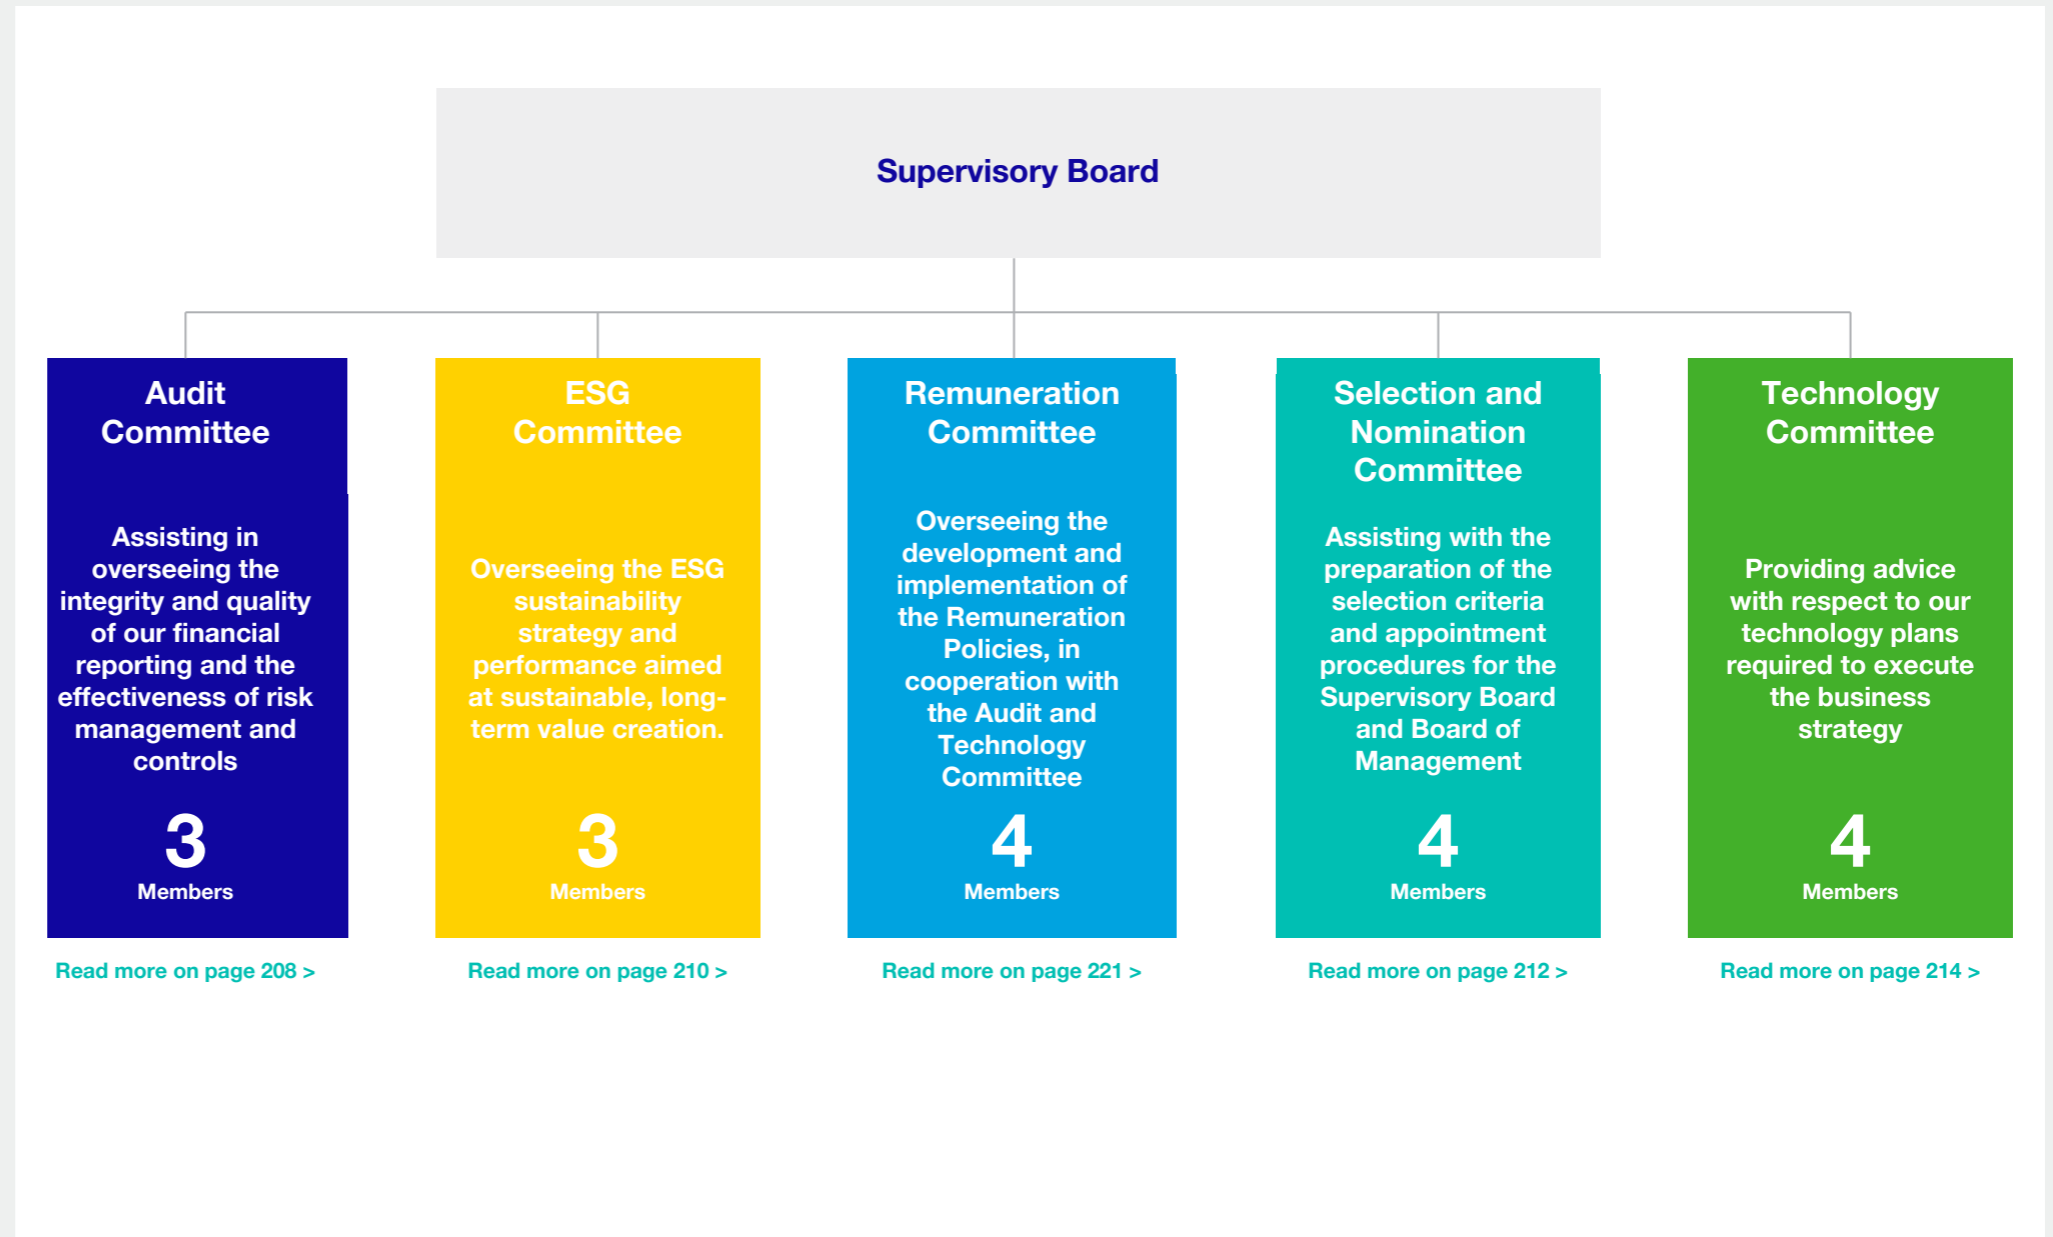 Supervisory Board
Audit
Committee
Assisting in
overseeing the
integrity and quality
of our financial
reporting and the
effectiveness of risk
management and
controls
3
Members
Read more on page 208 >
ESG
Committee
Overseeing the ESG
sustainability
strategy and
performance aimed
at sustainable, long-
term value creation.
3
Members
Read more on page 210 >
Remuneration
Committee
Overseeing the
development and
implementation of
the Remuneration
Policies, in
cooperation with
the Audit and
Technology
Committee
4
Members
Read more on page 221 >
Selection and
Nomination
Committee
Assisting with the
preparation of the
selection criteria
and appointment
procedures for the
Supervisory Board
and Board of
Management
4
Members
Read more on page 212 >
Technology
Committee
Providing advice
with respect to our
technology plans
required to execute
the business
strategy
4
Members
Read more on page 214 >